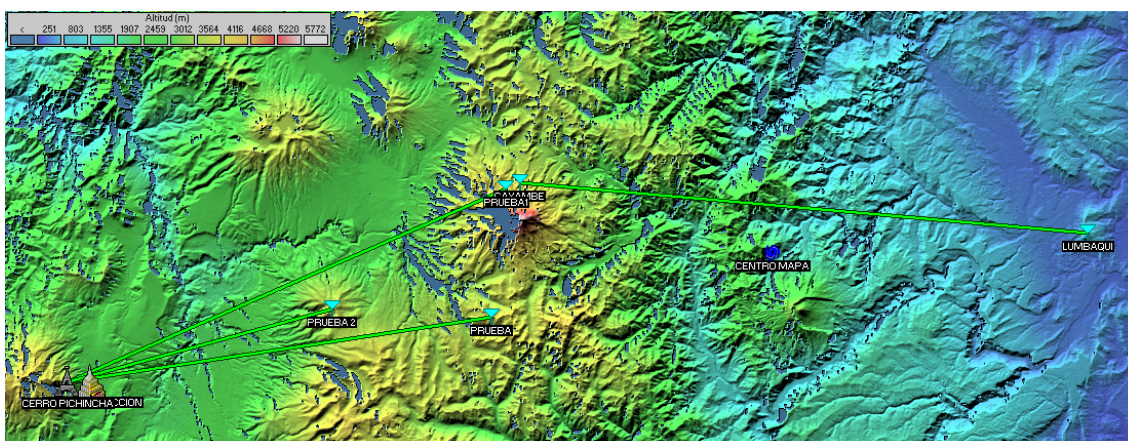 Altitud (m)
< 251 803 1355 1907 2459 3012 3564 4116 4668 5220 5772
CAYAMBE
PRUEBA1
LUMBAQUI
CENTRO MAPA
PRUEBA 2
PRUEBA
CERRO PICHINCHA